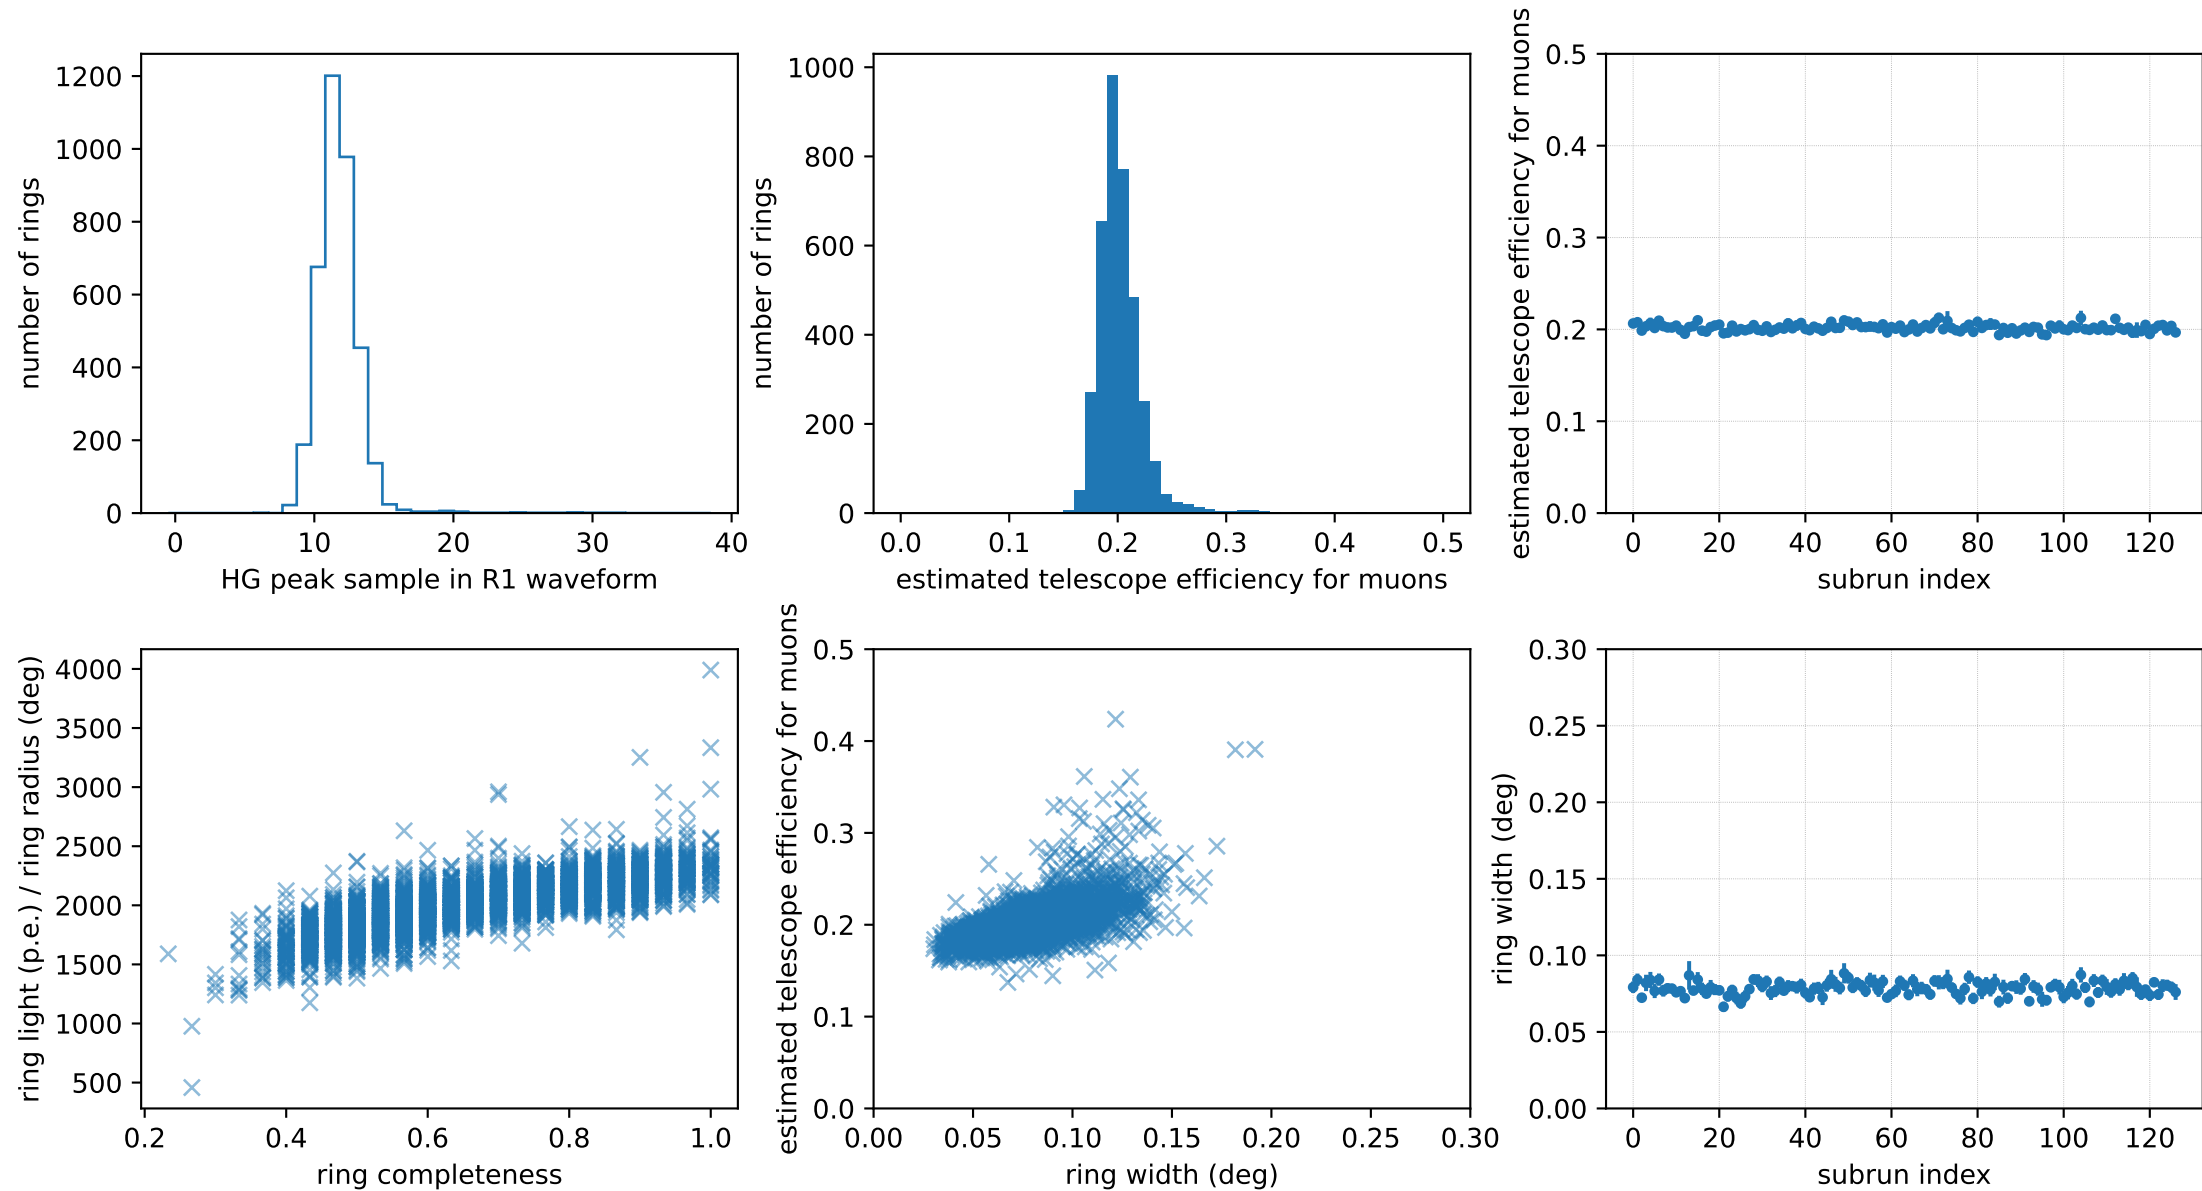 number of rings
1200
1000
800
600
400
200
0
0 10 20 30 40
HG peak sample in R1 waveform
number of rings
1000
800
600
400
200
0
0.0 0.1 0.2 0.3 0.4 0.5
estimated telescope efficiency for muons
estimated telescope efficiency for muons
0.5
0.4
0.3
0.2
0.1
0.0
0 20 40 60 80 100 120
subrun index
ring light (p.e.) / ring radius (deg)
4000
3500
3000
2500
2000
1500
1000
500
0.2 0.4 0.6 0.8 1.0
ring completeness
estimated telescope efficiency for muons
0.5
0.4
0.3
0.2
0.1
0.0
0.00 0.05 0.10 0.15 0.20 0.25 0.30
ring width (deg)
ring width (deg)
0.30
0.25
0.20
0.15
0.10
0.05
0.00
0 20 40 60 80 100 120
subrun index